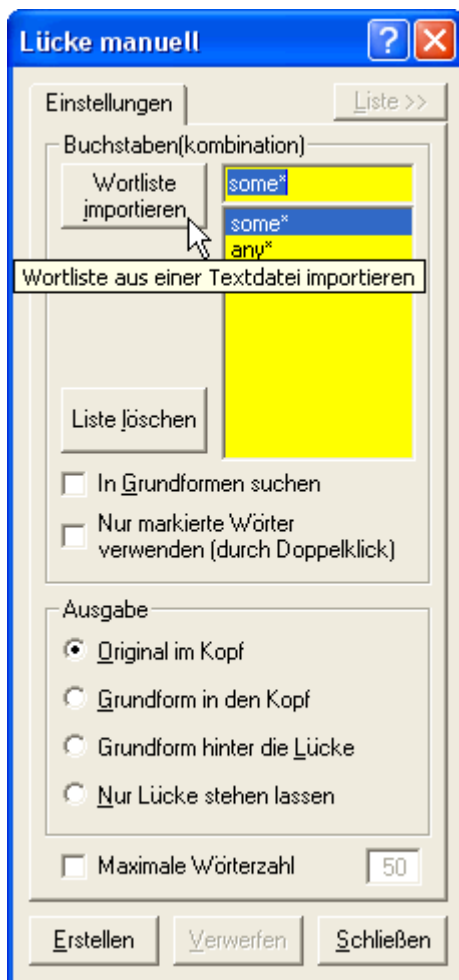 Lücke manuell
Einstellungen
Liste >>
Buchstaben(kombination)
Wortliste
importieren
some*
some*
any*
Wortliste aus einer Textdatei importieren
Liste löschen
In Grundformen suchen
Nur markierte Wörter
verwenden (durch Doppelklick)
Ausgabe
Original im Kopf
Grundform in den Kopf
Grundform hinter die Lücke
Nur Lücke stehen lassen
Maximale Wörterzahl
50
Erstellen
Verwerfen
Schließen